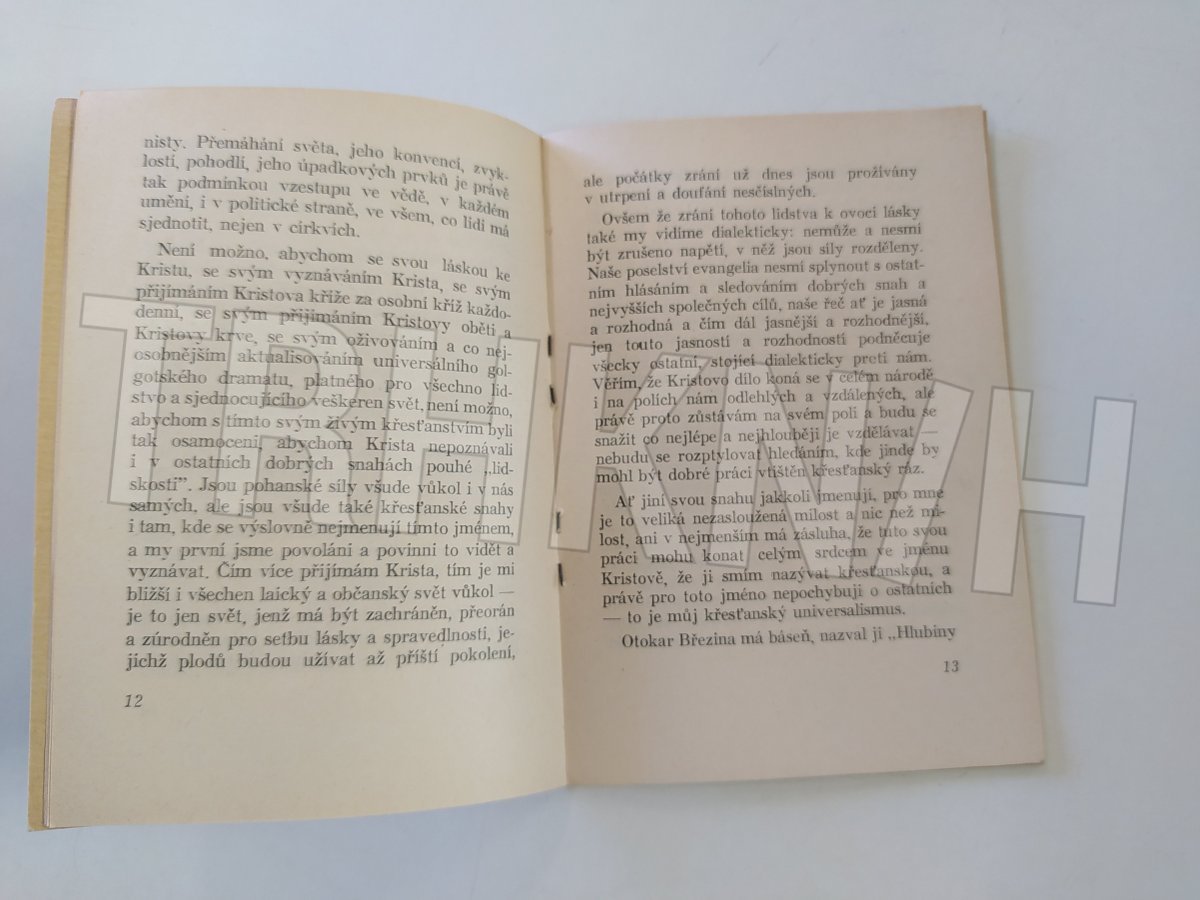 nisty. Přemáhání světa, jeho konvencí, zvyk-
lostí, pohodlí, jeho úpadkových prvků je právě
tak podmínkou vzestupu ve vědě, v každém
umění, i v politické straně, ve všem, co lidi má
sjednotit, nejen v církvích.
Není možno, abychom se svou láskou ke
Kristu, se svým vyznáváním Krista, se svým
přijímáním Kristova kříže za osobní kříž každo-
denní, se svým přijímáním Kristovy oběti a
Kristovy krve, se svým oživováním a co nej-
osobnějším aktualisováním universálního gol-
gotského dramatu, platného pro všechno lid-
stvo a sjednocujícího veškeren svět, není možno,
abychom s tímto svým živým křesťanstvím byli
tak osamoceni, abychom Krista nepoznávali
i v ostatních dobrých snahách pouhé „lid-
skosti”. Jsou pohanské síly všude vůkol i v nás
samých, ale jsou všude také křesťanské snahy
i tam, kde se výslovně nejmenují tímto jménem,
a my první jsme povoláni a povinni to vidět a
vyznávat. Čím více přijímám Krista, tím je mi
bližší i všechen laický a občanský svět vůkol —
je to jen svět, jenž má být zachráněn, přeorán
a zúrodněn pro setbu lásky a spravedlnosti, je-
jichž plodů budou užívat až příští pokolení,
12
ale počátky zrání už dnes jsou prožívány
v utrpení a doufání nesčíslných.
Ovšem že zrání tohoto lidstva k ovoci lásky
také my vidíme dialekticky: nemůže a nesmí
být zrušeno napětí, v něž jsou síly rozděleny.
Naše poselství evangelia nesmí splynout s ostat-
ním hlásáním a sledováním dobrých snah a
nejvyšších společných cílů, naše řeč ať je jasná
a rozhodná a čím dál jasnější a rozhodnější,
jen touto jasností a rozhodností podněcuje
všecky ostatní, stojící dialekticky proti nám.
Věřím, že Kristovo dílo koná se v celém národě
i na polích nám odlehlých a vzdálených, ale
právě proto zůstávám na svém poli a budu se
snažit co nejlépe a nejhlouběji je vzdělávat —
nebudu se rozptylovat hledáním, kde jinde by
mohl být dobré práci vtištěn křesťanský ráz.
Ať jiní svou snahu jakkoli jmenují, pro mne
je to veliká nezasloužená milost a nic než mi-
lost, ani v nejmenším má zásluha, že tuto svou
práci mohu konat celým srdcem ve jménu
Kristově, že ji smím nazývat křesťanskou, a
právě pro toto jméno nepochybuji o ostatních
— to je můj křesťanský universalismus.
Otokar Březina má báseň, nazval ji „Hlubiny
13